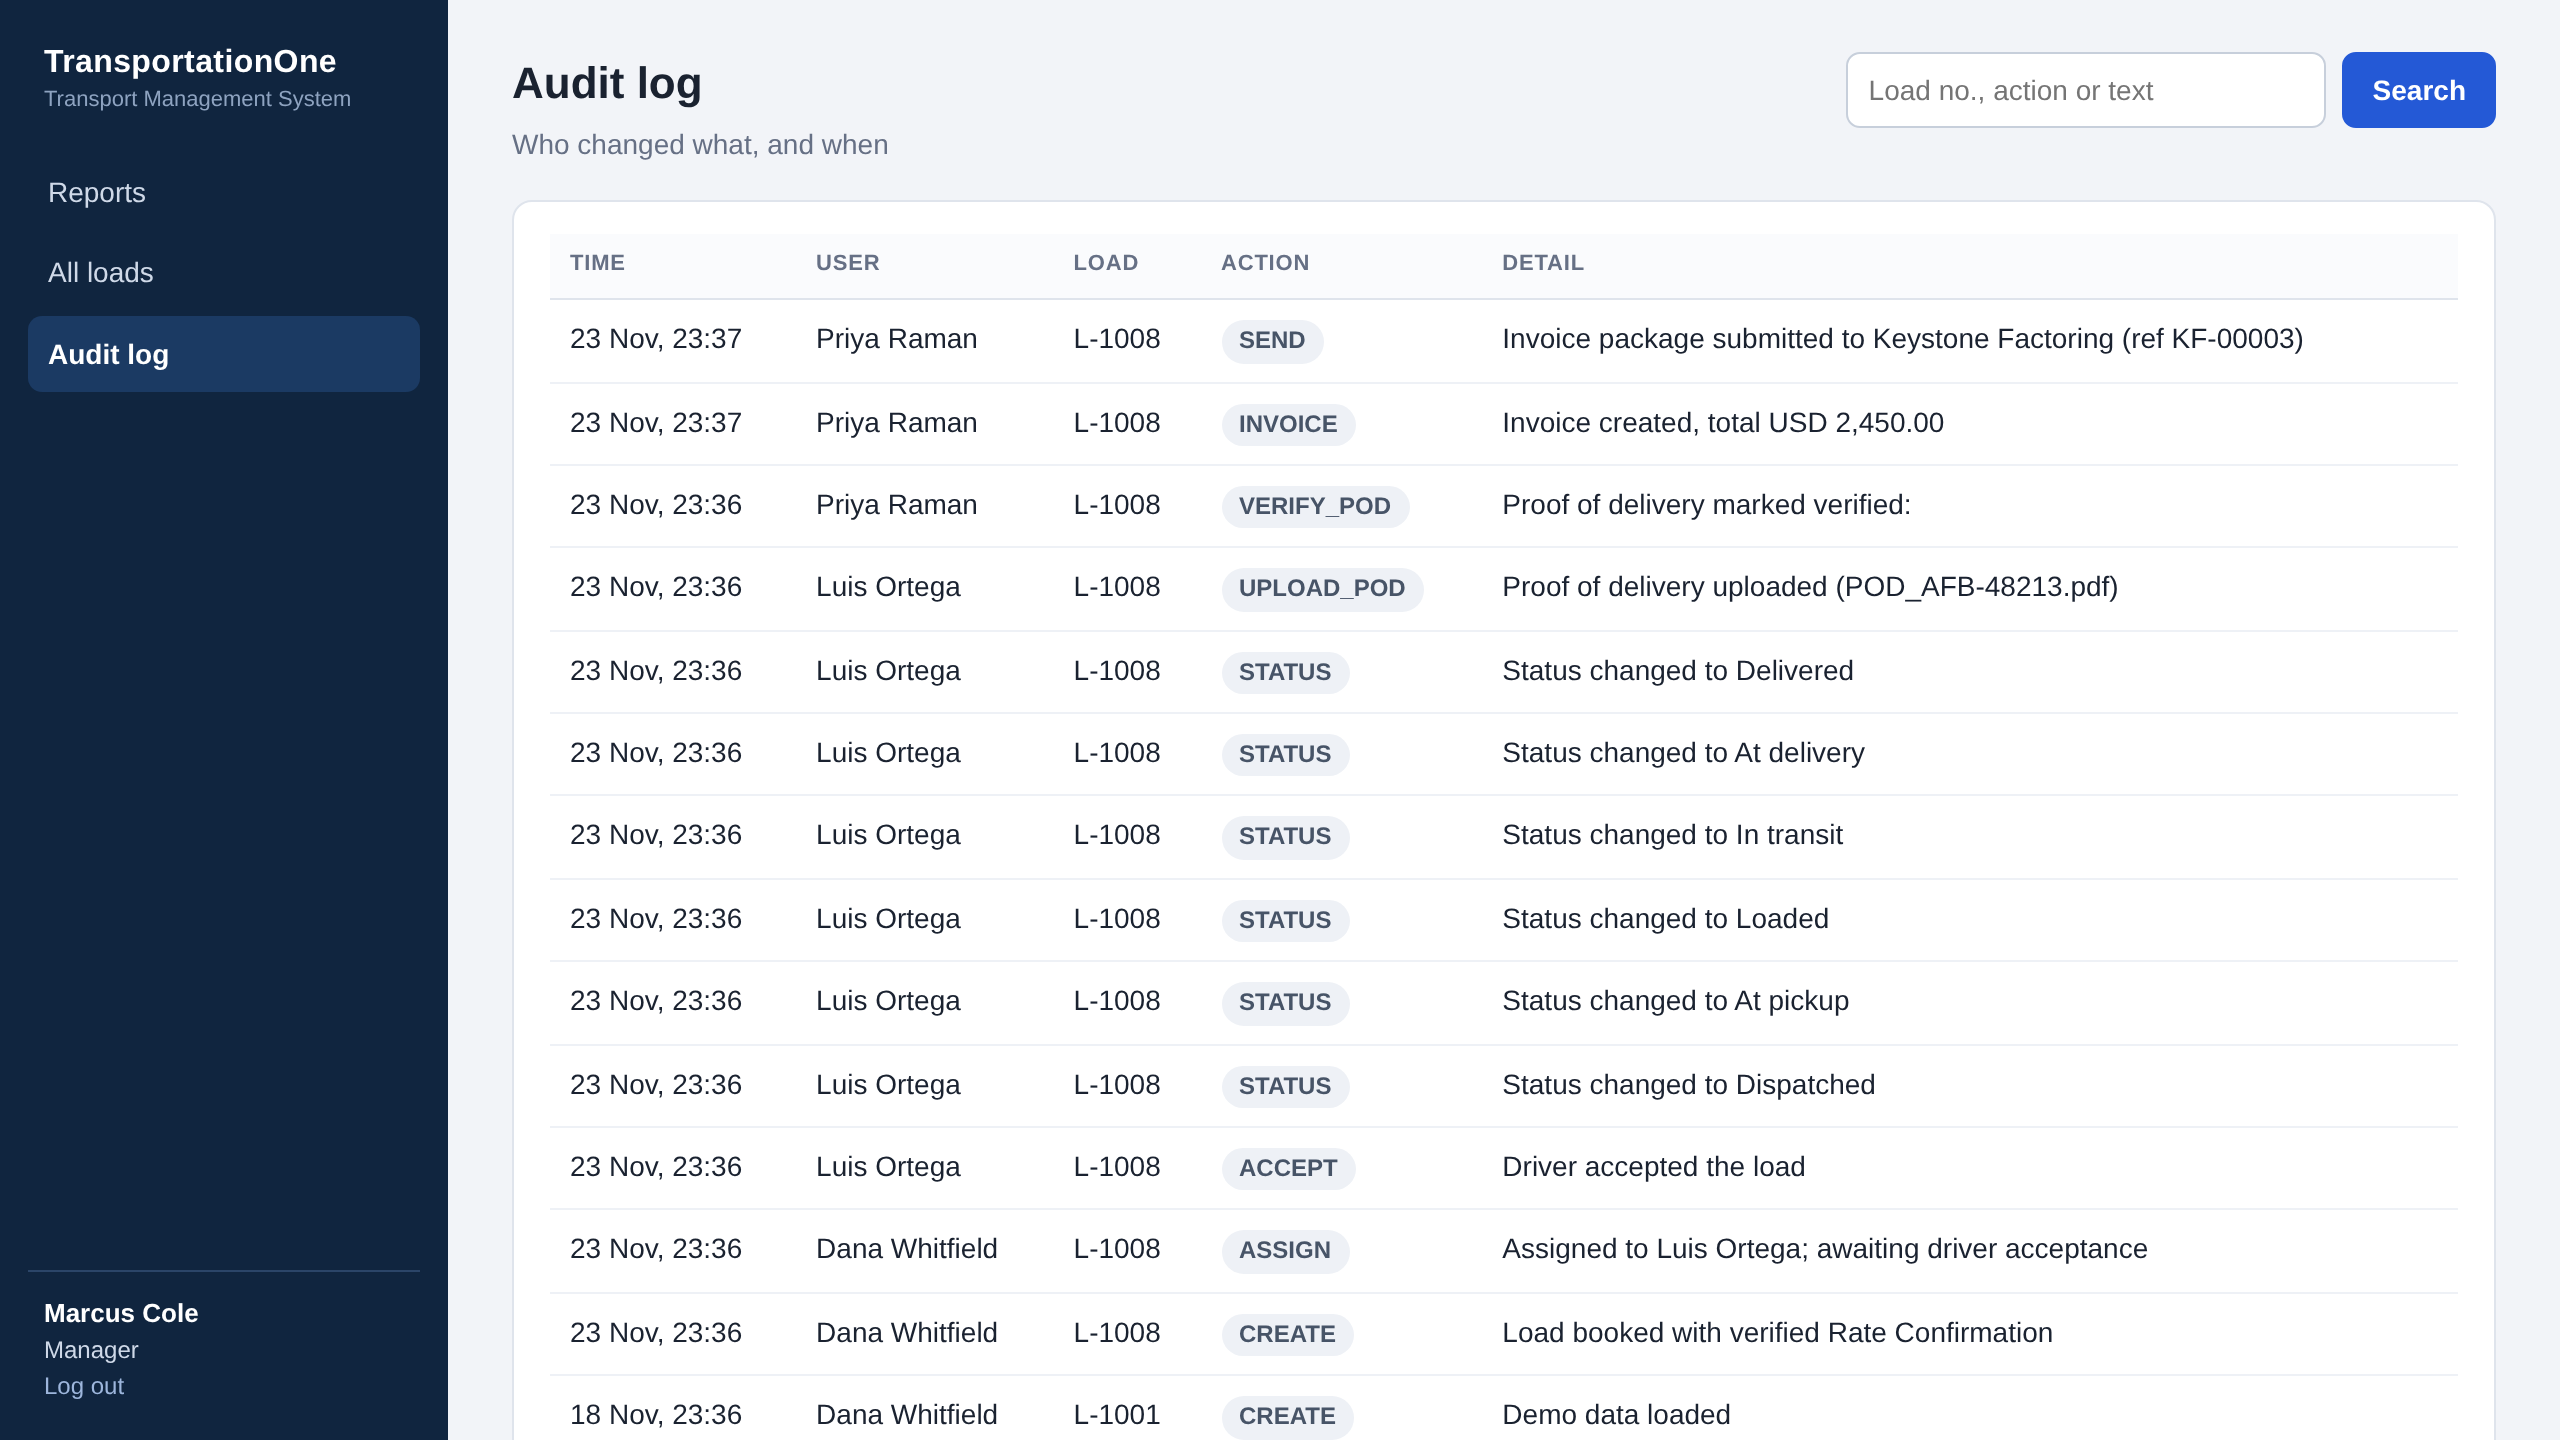 TransportationOne
Transport Management System
Reports
All loads
Audit log
Marcus Cole
Manager
Log out
Audit log
Who changed what, and when
Load no., action or text
Search
TIME USER LOAD ACTION DETAIL
23 Nov, 23:37 Priya Raman L-1008 SEND Invoice package submitted to Keystone Factoring (ref KF-00003)
23 Nov, 23:37 Priya Raman L-1008 INVOICE Invoice created, total USD 2,450.00
23 Nov, 23:36 Priya Raman L-1008 VERIFY_POD Proof of delivery marked verified:
23 Nov, 23:36 Luis Ortega L-1008 UPLOAD_POD Proof of delivery uploaded (POD_AFB-48213.pdf)
23 Nov, 23:36 Luis Ortega L-1008 STATUS Status changed to Delivered
23 Nov, 23:36 Luis Ortega L-1008 STATUS Status changed to At delivery
23 Nov, 23:36 Luis Ortega L-1008 STATUS Status changed to In transit
23 Nov, 23:36 Luis Ortega L-1008 STATUS Status changed to Loaded
23 Nov, 23:36 Luis Ortega L-1008 STATUS Status changed to At pickup
23 Nov, 23:36 Luis Ortega L-1008 STATUS Status changed to Dispatched
23 Nov, 23:36 Luis Ortega L-1008 ACCEPT Driver accepted the load
23 Nov, 23:36 Dana Whitfield L-1008 ASSIGN Assigned to Luis Ortega; awaiting driver acceptance
23 Nov, 23:36 Dana Whitfield L-1008 CREATE Load booked with verified Rate Confirmation
18 Nov, 23:36 Dana Whitfield L-1001 CREATE Demo data loaded